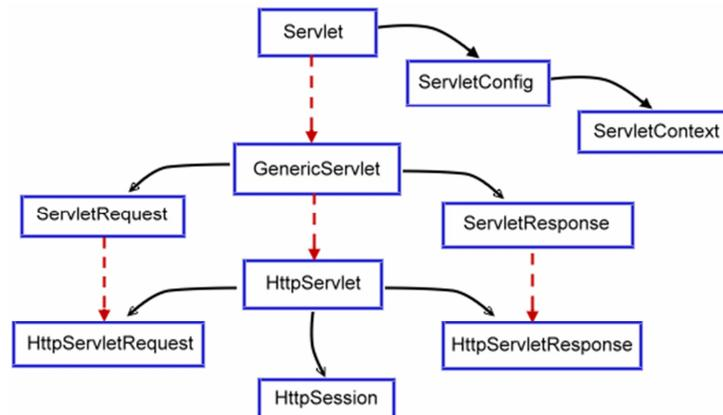 Servlet
ServletConfig
ServletContext
GenericServlet
ServletRequest
ServletResponse
HttpServlet
HttpServletRequest
HttpServletResponse
HttpSession